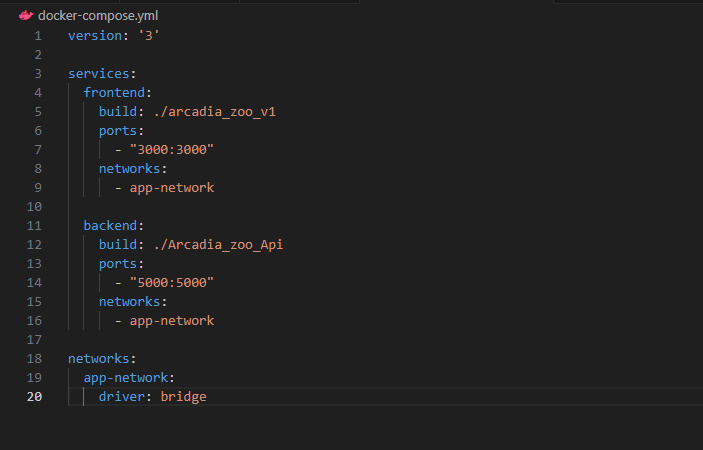 docker-compose.yml
1 version: '3'
2
3 services:
4   frontend:
5     build: ./arcadia_zoo_v1
6     ports:
7       - "3000:3000"
8     networks:
9       - app-network
10
11   backend:
12     build: ./Arcadia_zoo_Api
13     ports:
14       - "5000:5000"
15     networks:
16       - app-network
17
18 networks:
19   app-network:
20     driver: bridge